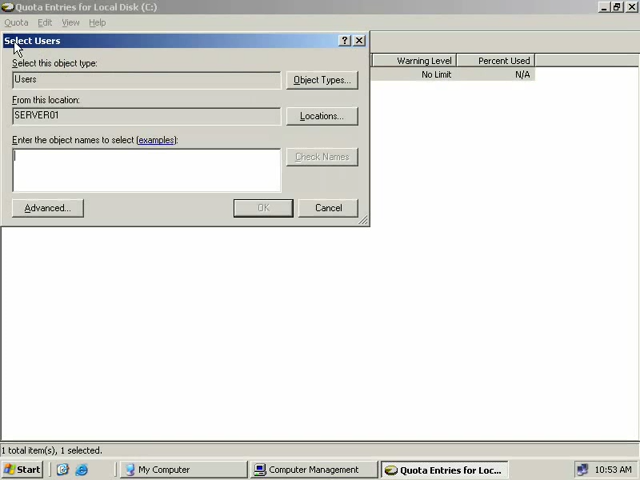 Quota Entries for Local Disk (C:)
Quota Edit View Help
Select Users
Warning Level Percent Used
No Limit N/A
Select this object type:
Users
Object Types...
From this location:
SERVER01
Locations...
Enter the object names to select (examples):
Check Names
Advanced... OK Cancel
1 total item(s), 1 selected.
Start My Computer Computer Management Quota Entries for Loc... 10:53 AM